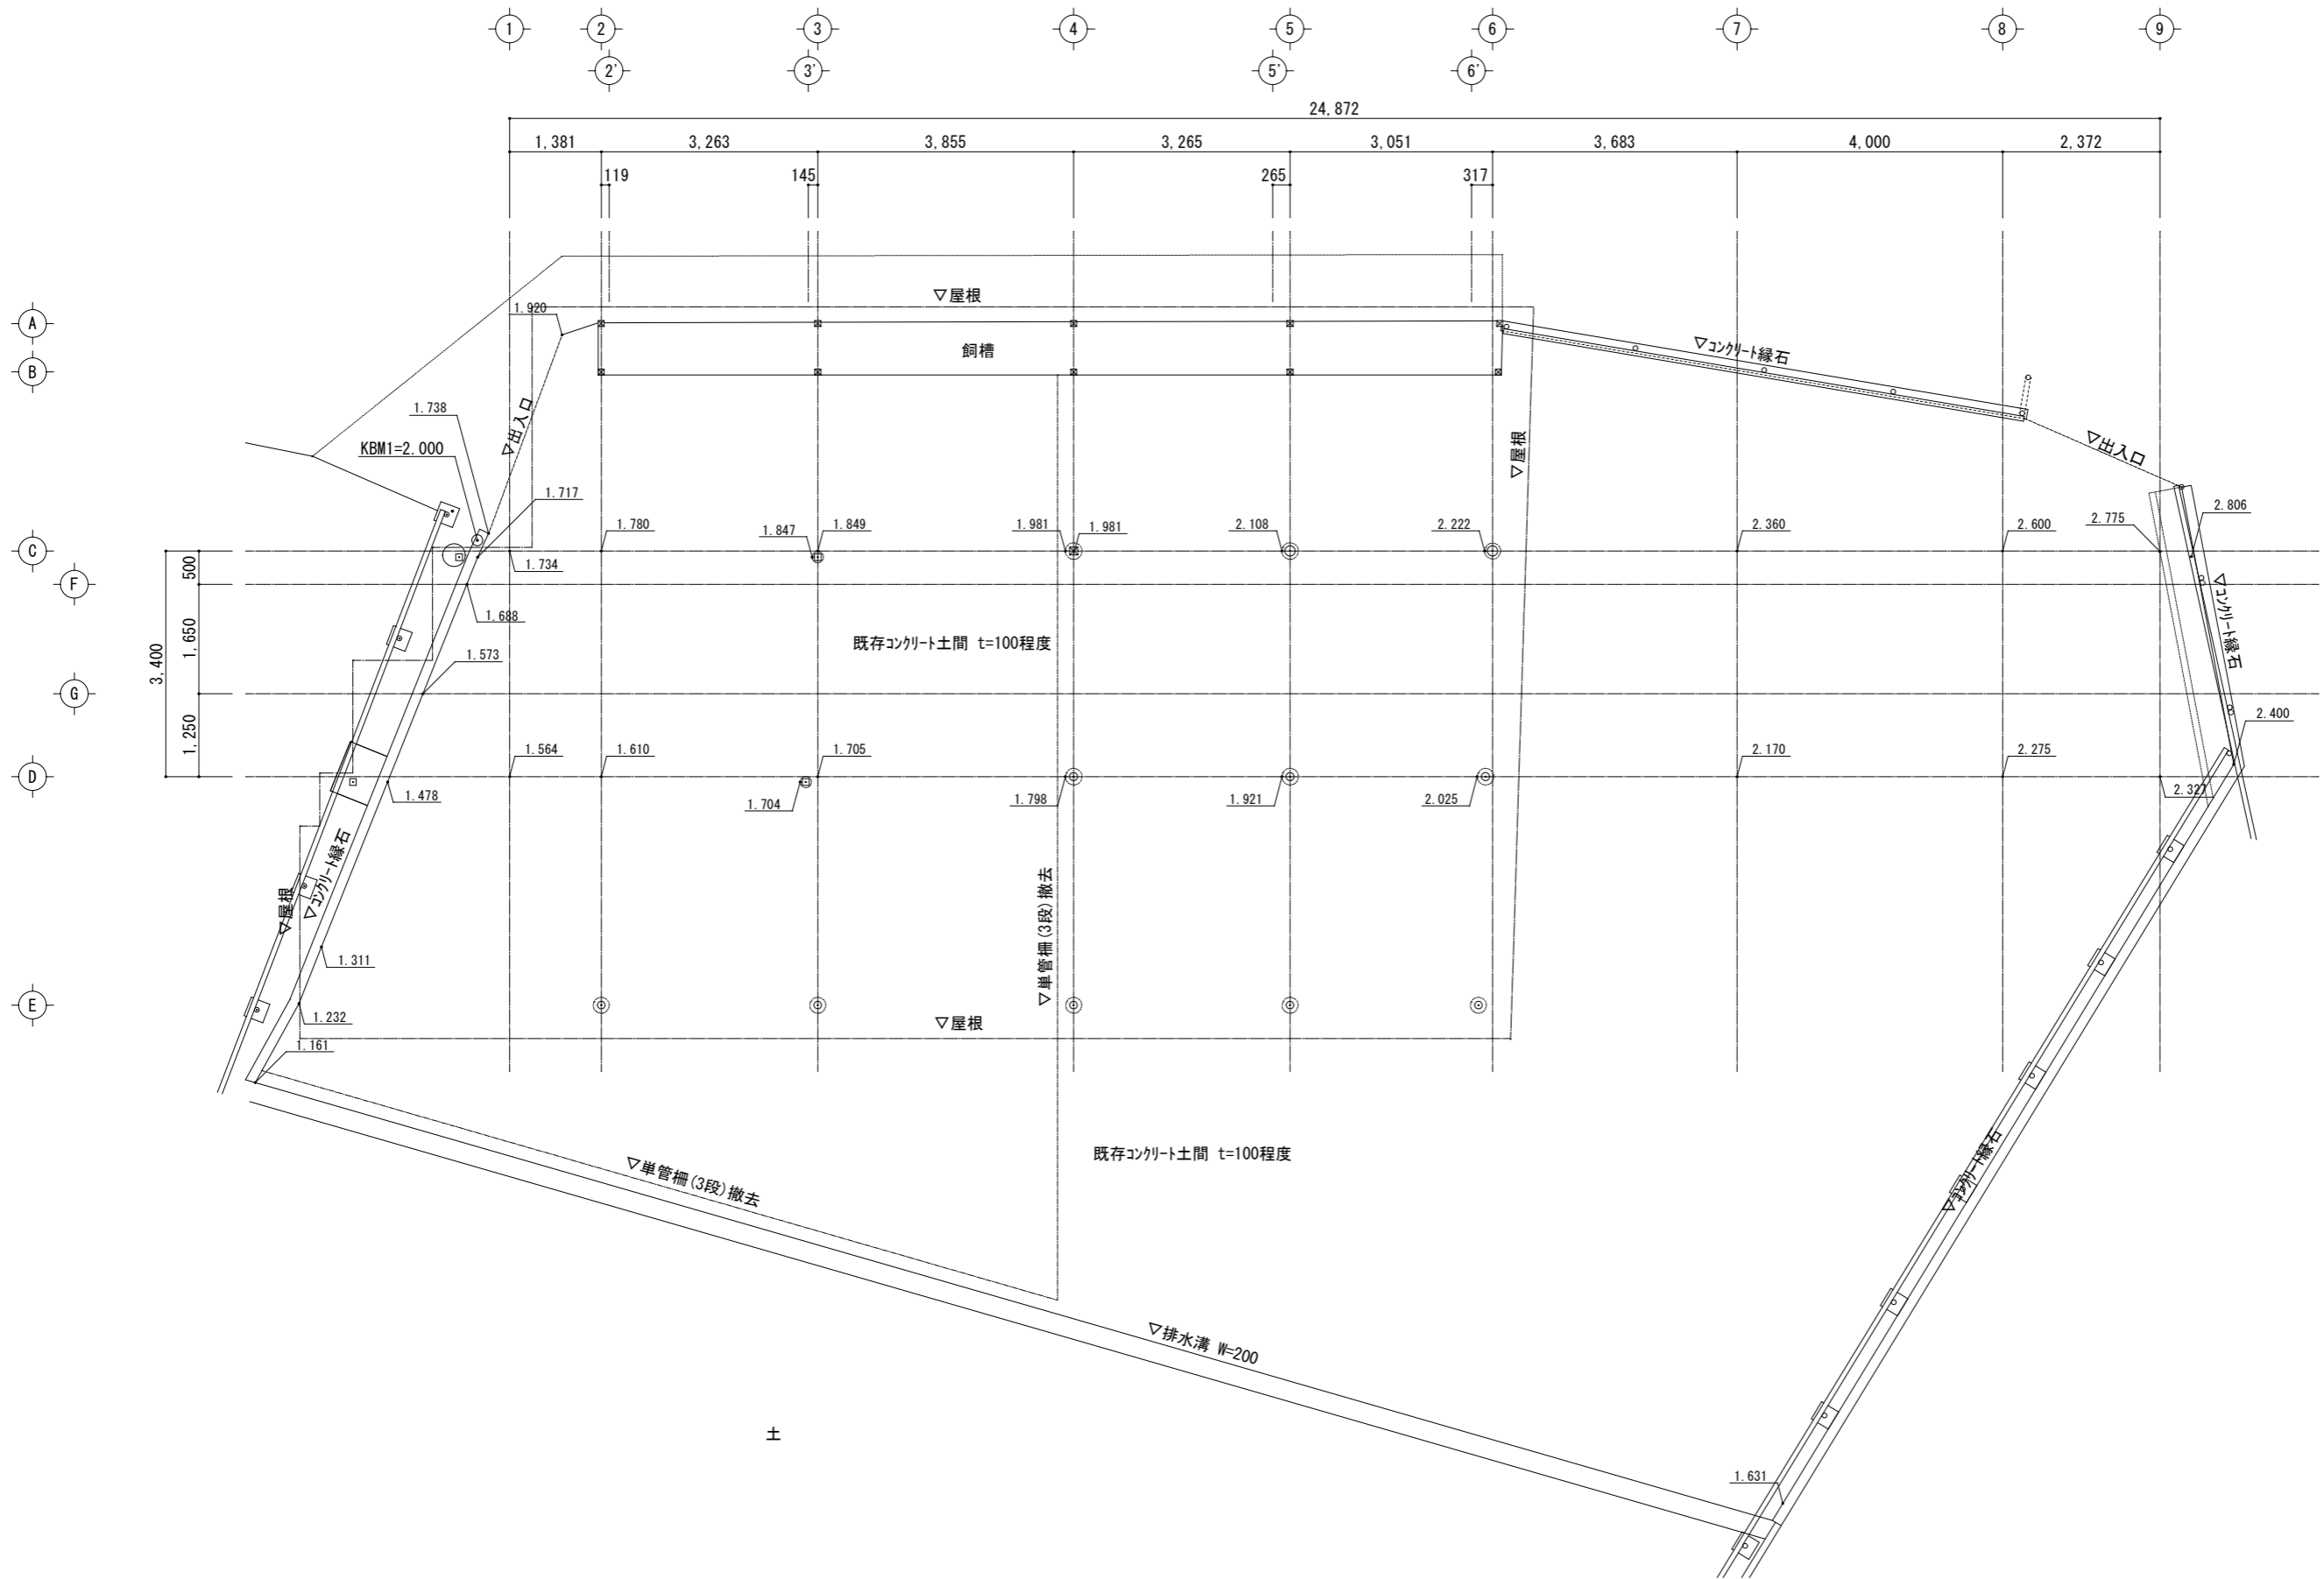 1 2 3 4 5 6 7 8 9
2' 3' 5' 6'
24,872
1,381 3,263 3,855 3,265 3,051 3,683 4,000 2,372
119 145 265 317
A
▽屋根
1.920
飼槽
▽コンクリート縁石
B
1.738
▽出入口
KBM1=2.000
▽屋根
▽出入口
1.717
C
1.780
1.847
1.849
1.981
1.981
2.108
2.222
2.360
2.600
2.775
2.806
1.734
500
F
1.688
▽コンクリート縁石
1,650
3,400
既存コンクリート土間 t=100程度
1.573
G
1,250
2.400
D
1.564
1.610
1.705
2.170
2.275
1.478
1.704
1.798
1.921
2.025
2.327
▽コンクリート縁石
▽屋根
▽単管柵(3段)撤去
1.311
E
1.232
▽屋根
1.161
既存コンクリート土間 t=100程度
▽単管柵(3段)撤去
▽コンクリート縁石
▽排水溝 W=200
土
1.631